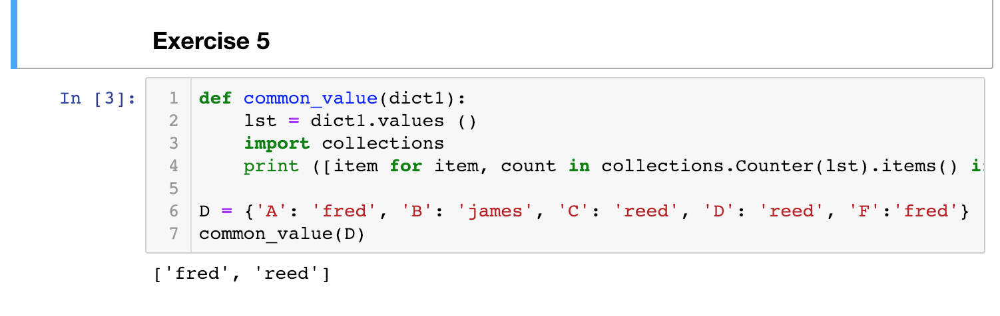 Exercise 5
In [3]:
1 def common_value(dict1):
2 lst = dict1.values ()
3 import collections
4 print ([item for item, count in collections.Counter(lst).items()
5
6 D = {'A': 'fred', 'B': 'james', 'C': 'reed', 'D': 'reed', 'F':'fred'}
7 common_value(D)
['fred', 'reed']